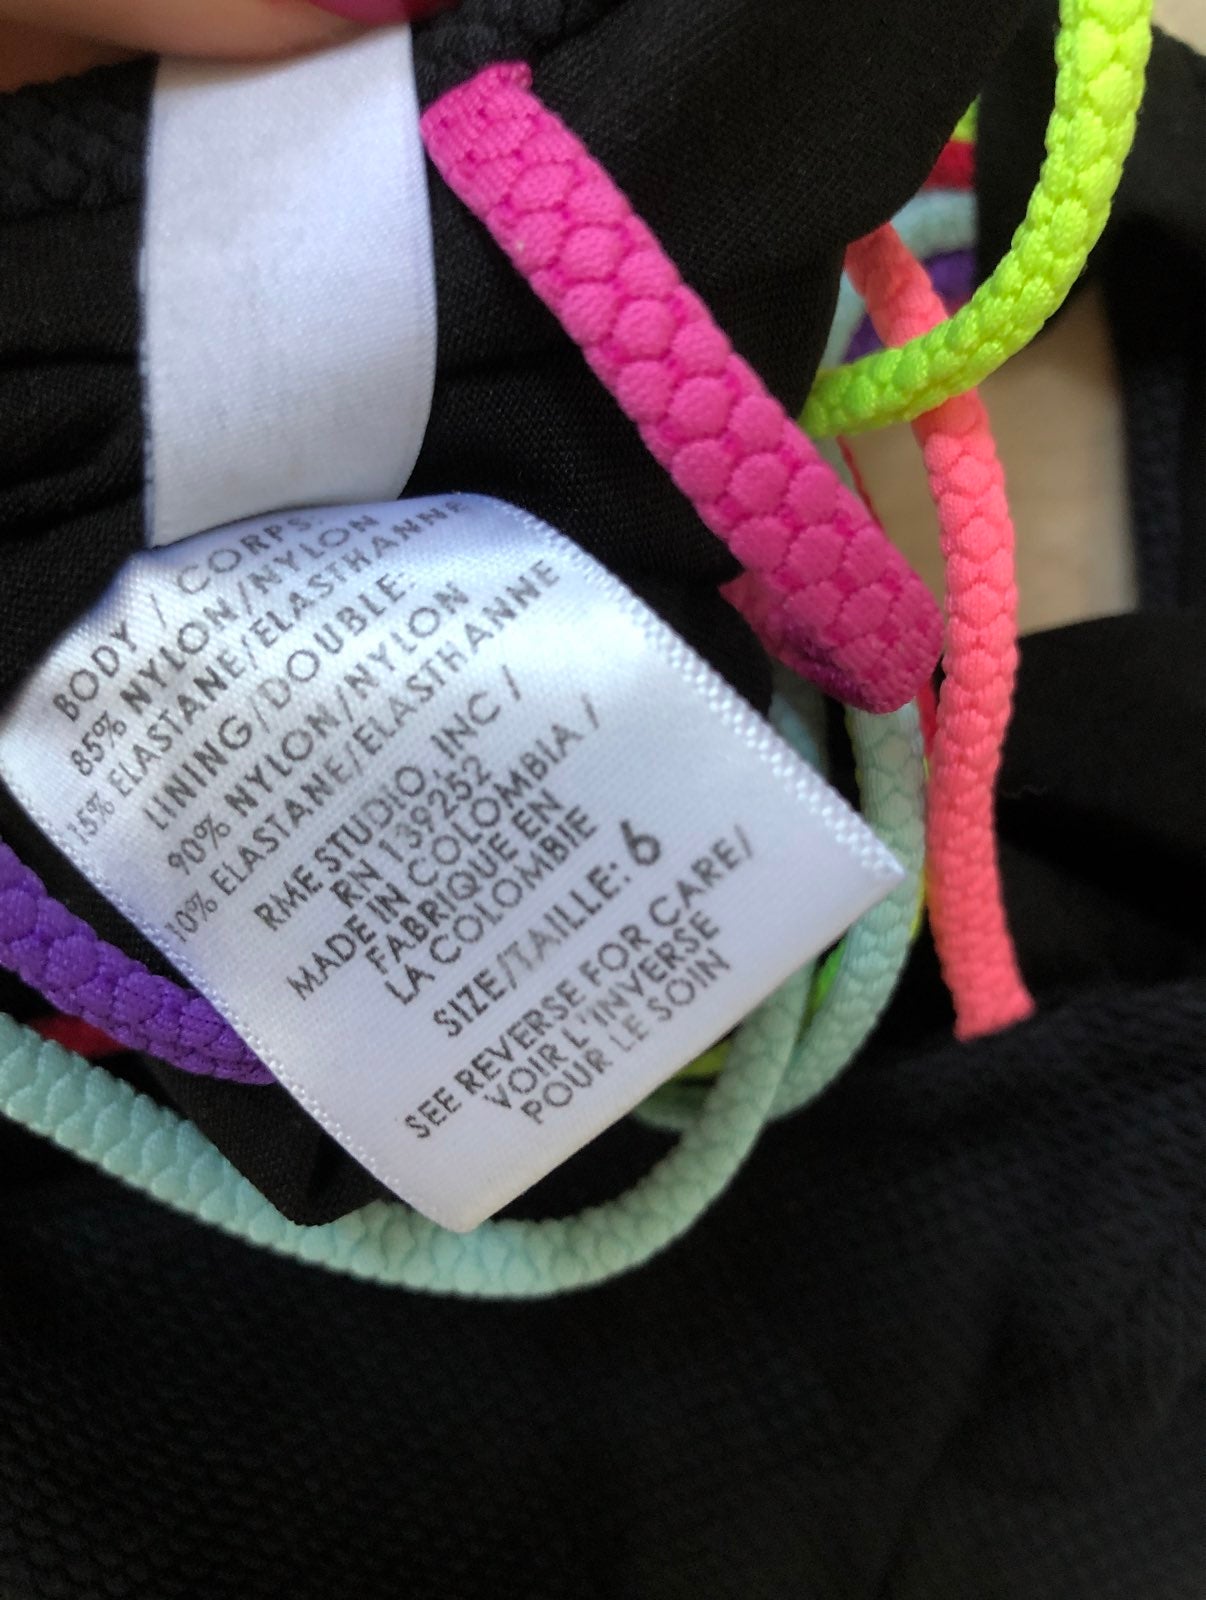 BODY / CORPS:
85% NYLON/NYLON
15% ELASTANE/ELASTHANNE
LINING/DOUBLE:
90% NYLON/NYLON
10% ELASTANE/ELASTHANNE
RME STUDIO, INC /
RN 139252
MADE IN COLOMBIA /
FABRIQUE EN
LA COLOMBIE
SIZE/TAILLE: 6
SEE REVERSE FOR CARE/
VOIR L'INVERSE
POUR LE SOIN